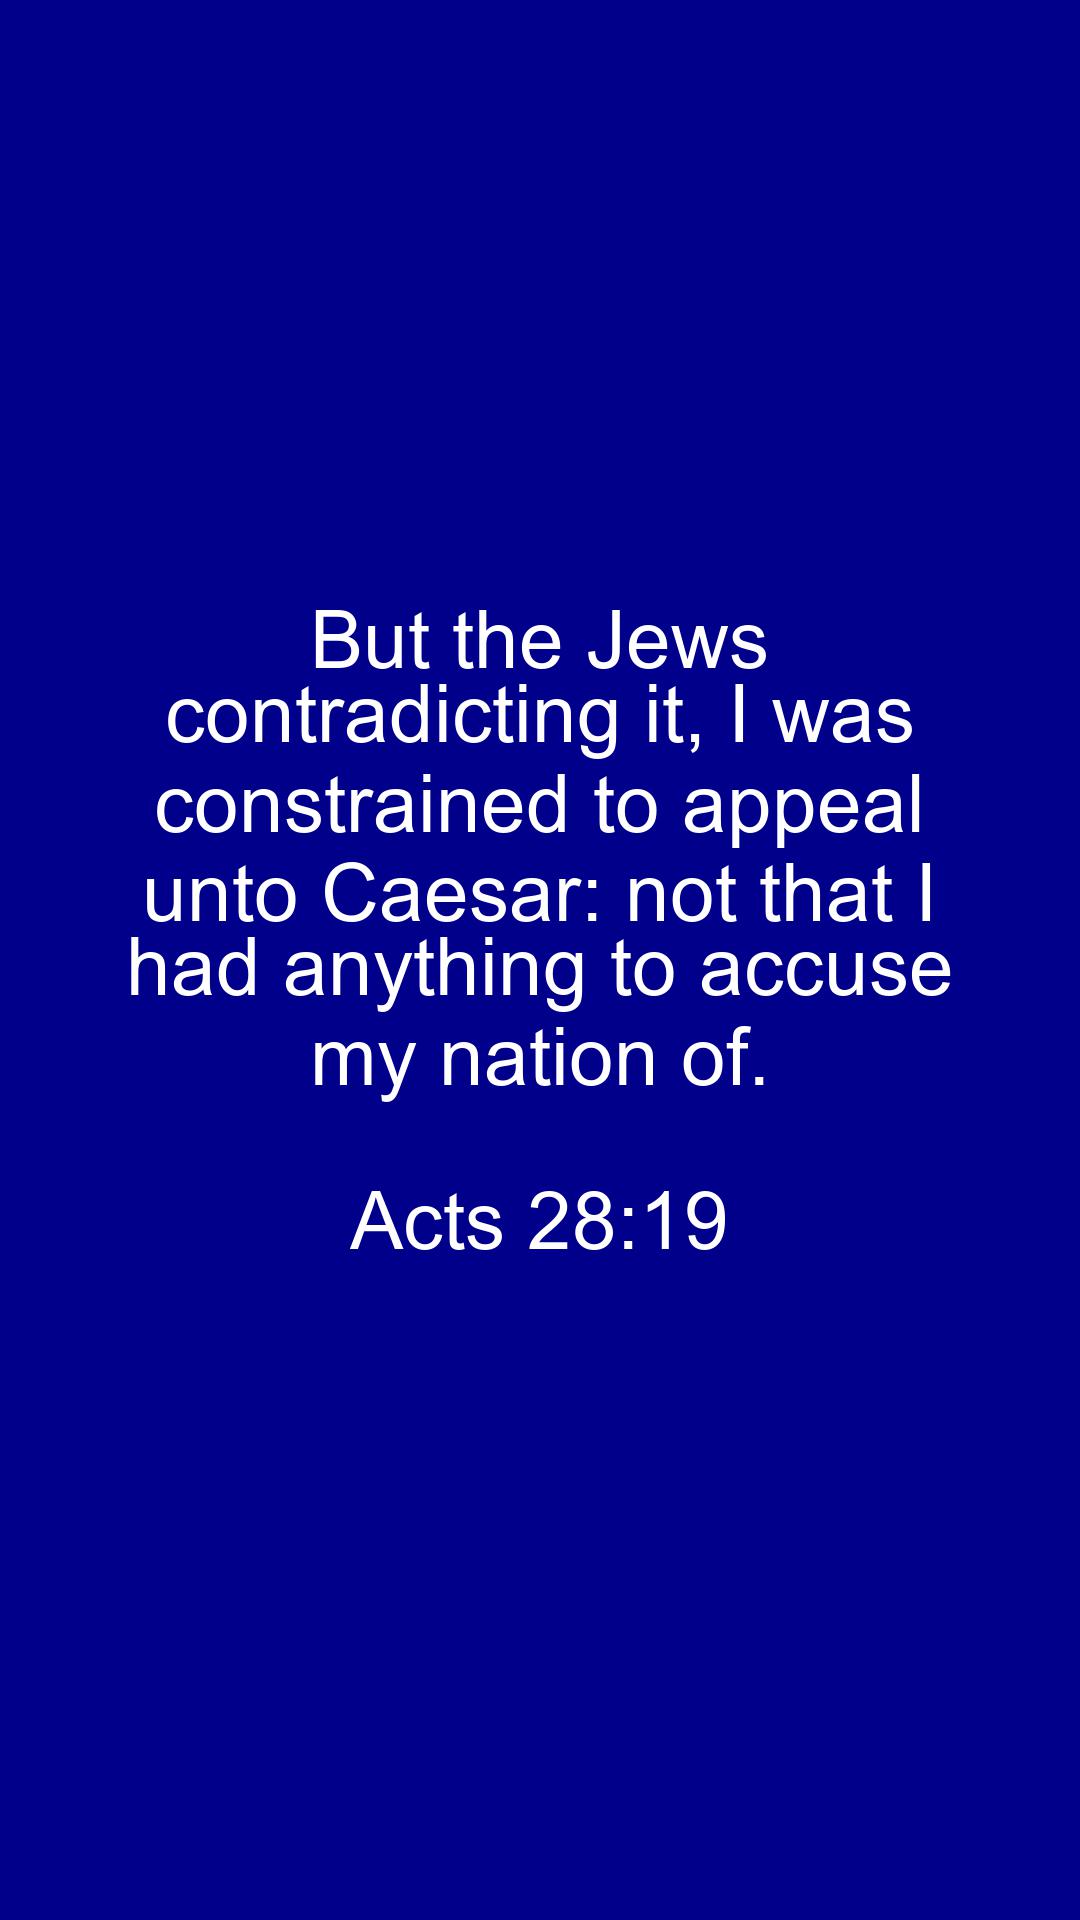 But the Jews
contradicting it, I was
constrained to appeal
unto Caesar: not that I
had anything to accuse
my nation of.
Acts 28:19